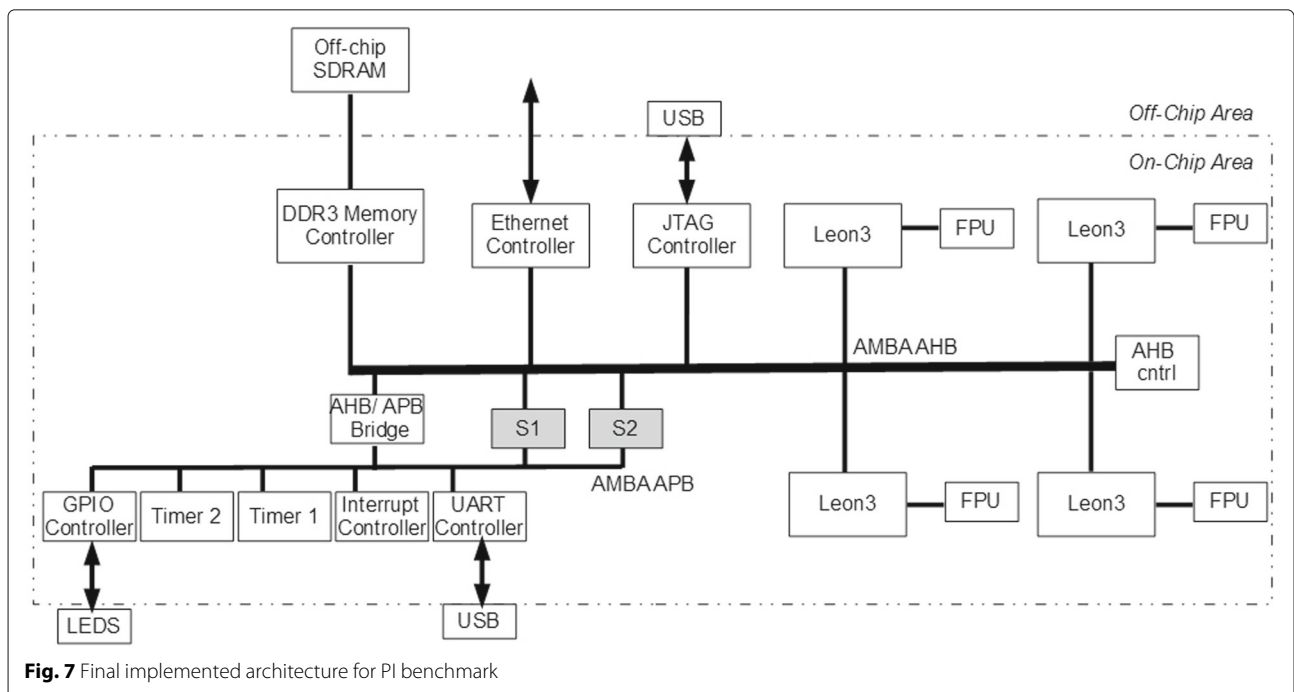 Off-chip
SDRAM
USB
Off-Chip Area
On-Chip Area
DDR3 Memory
Controller
Ethernet
Controller
JTAG
Controller
Leon3
FPU
Leon3
FPU
AMBA AHB
AHB
cntrl
AHB/ APB
Bridge
S1
S2
AMBA APB
GPIO
Controller
Timer 2
Timer 1
Interrupt
Controller
UART
Controller
Leon3
FPU
Leon3
FPU
LEDS
USB
Fig. 7 Final implemented architecture for PI benchmark